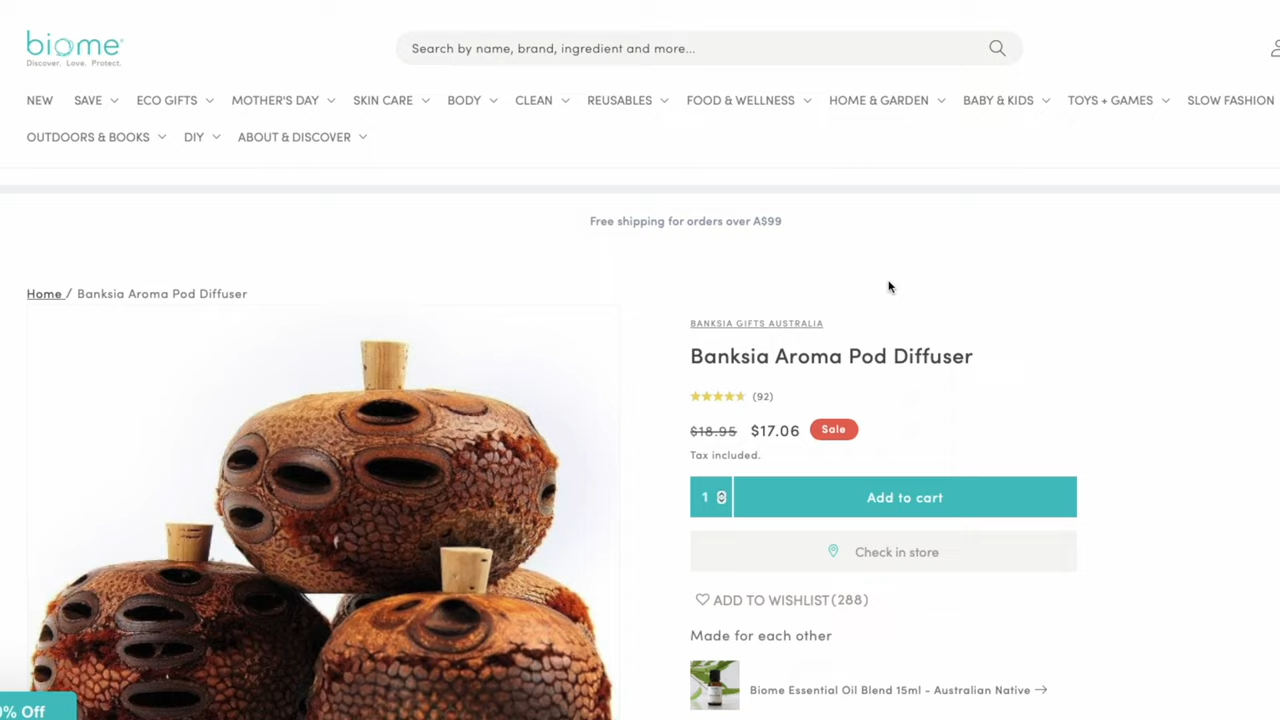 biome
Discover. Love. Protect.
Search by name, brand, ingredient and more...
NEW SAVE ECO GIFTS MOTHER'S DAY SKIN CARE BODY CLEAN REUSABLES FOOD & WELLNESS HOME & GARDEN BABY & KIDS TOYS + GAMES SLOW FASHION
OUTDOORS & BOOKS DIY ABOUT & DISCOVER
Free shipping for orders over A$99
Home / Banksia Aroma Pod Diffuser
BANKSIA GIFTS AUSTRALIA
Banksia Aroma Pod Diffuser
(92)
$18.95 $17.06 Sale
Tax included.
1 Add to cart
Check in store
ADD TO WISHLIST (288)
Made for each other
Biome Essential Oil Blend 15ml - Australian Native
% Off